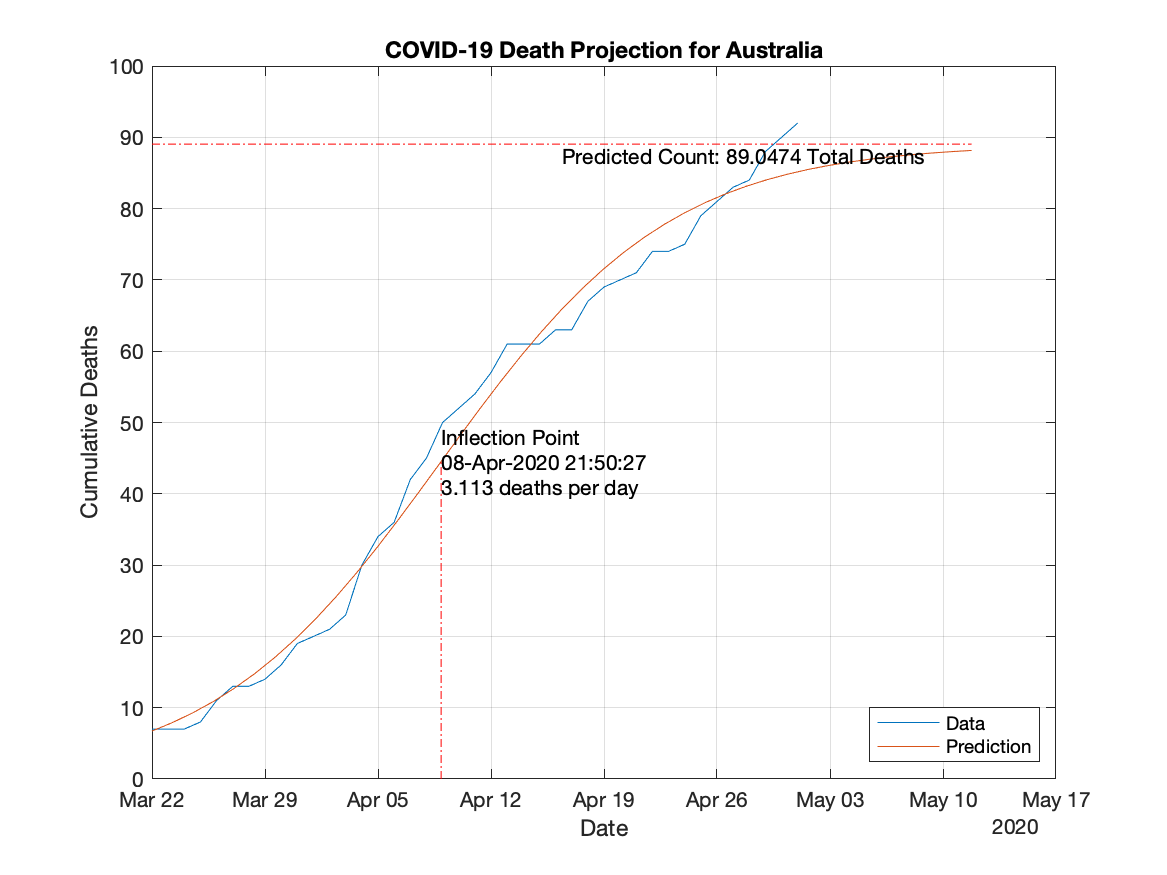 COVID-19 Death Projection for Australia
100
90
Predicted Count: 89.0474 Total Deaths
80
70
60
50
Inflection Point
08-Apr-2020 21:50:27
3.113 deaths per day
40
30
20
10
0
Cumulative Deaths
Data
Prediction
Mar 22 Mar 29 Apr 05 Apr 12 Apr 19 Apr 26 May 03 May 10 May 17
Date
2020